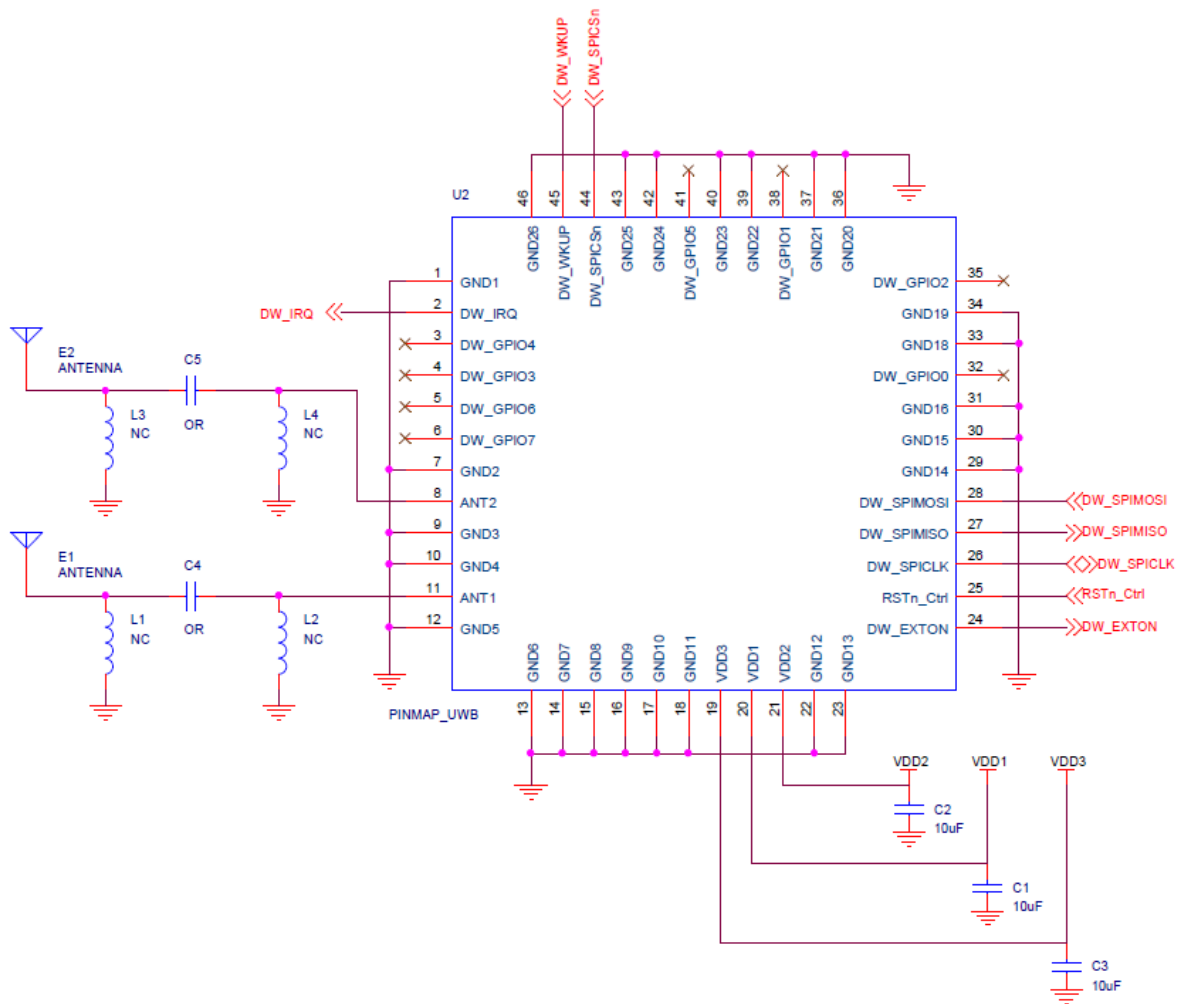 DW_WKUP
DW_SPICSn
U2
46
45
44
43
42
41
40
39
38
37
36
GND26
DW_WKUP
DW_SPICSn
GND25
GND24
DW_GPIO5
GND23
GND22
DW_GPIO1
GND21
GND20
1 GND1
DW_IRQ 2 DW_IRQ
3 DW_GPIO4
4 DW_GPIO3
5 DW_GPIO6
6 DW_GPIO7
7 GND2
8 ANT2
9 GND3
10 GND4
11 ANT1
12 GND5
E2
ANTENNA
C5
OR
L3
NC
L4
NC
E1
ANTENNA
C4
OR
L1
NC
L2
NC
DW_GPIO2 35
GND19 34
GND18 33
DW_GPIO0 32
GND16 31
GND15 30
GND14 29
DW_SPIMOSI 28 DW_SPIMOSI
DW_SPIMISO 27 DW_SPIMISO
DW_SPICLK 26 DW_SPICLK
RSTn_Ctrl 25 RSTn_Ctrl
DW_EXTON 24 DW_EXTON
GND6
GND7
GND8
GND9
GND10
GND11
VDD3
VDD1
VDD2
GND12
GND13
PINMAP_UWB
13
14
15
16
17
18
19
20
21
22
23
VDD2
VDD1
VDD3
C2
10uF
C1
10uF
C3
10uF